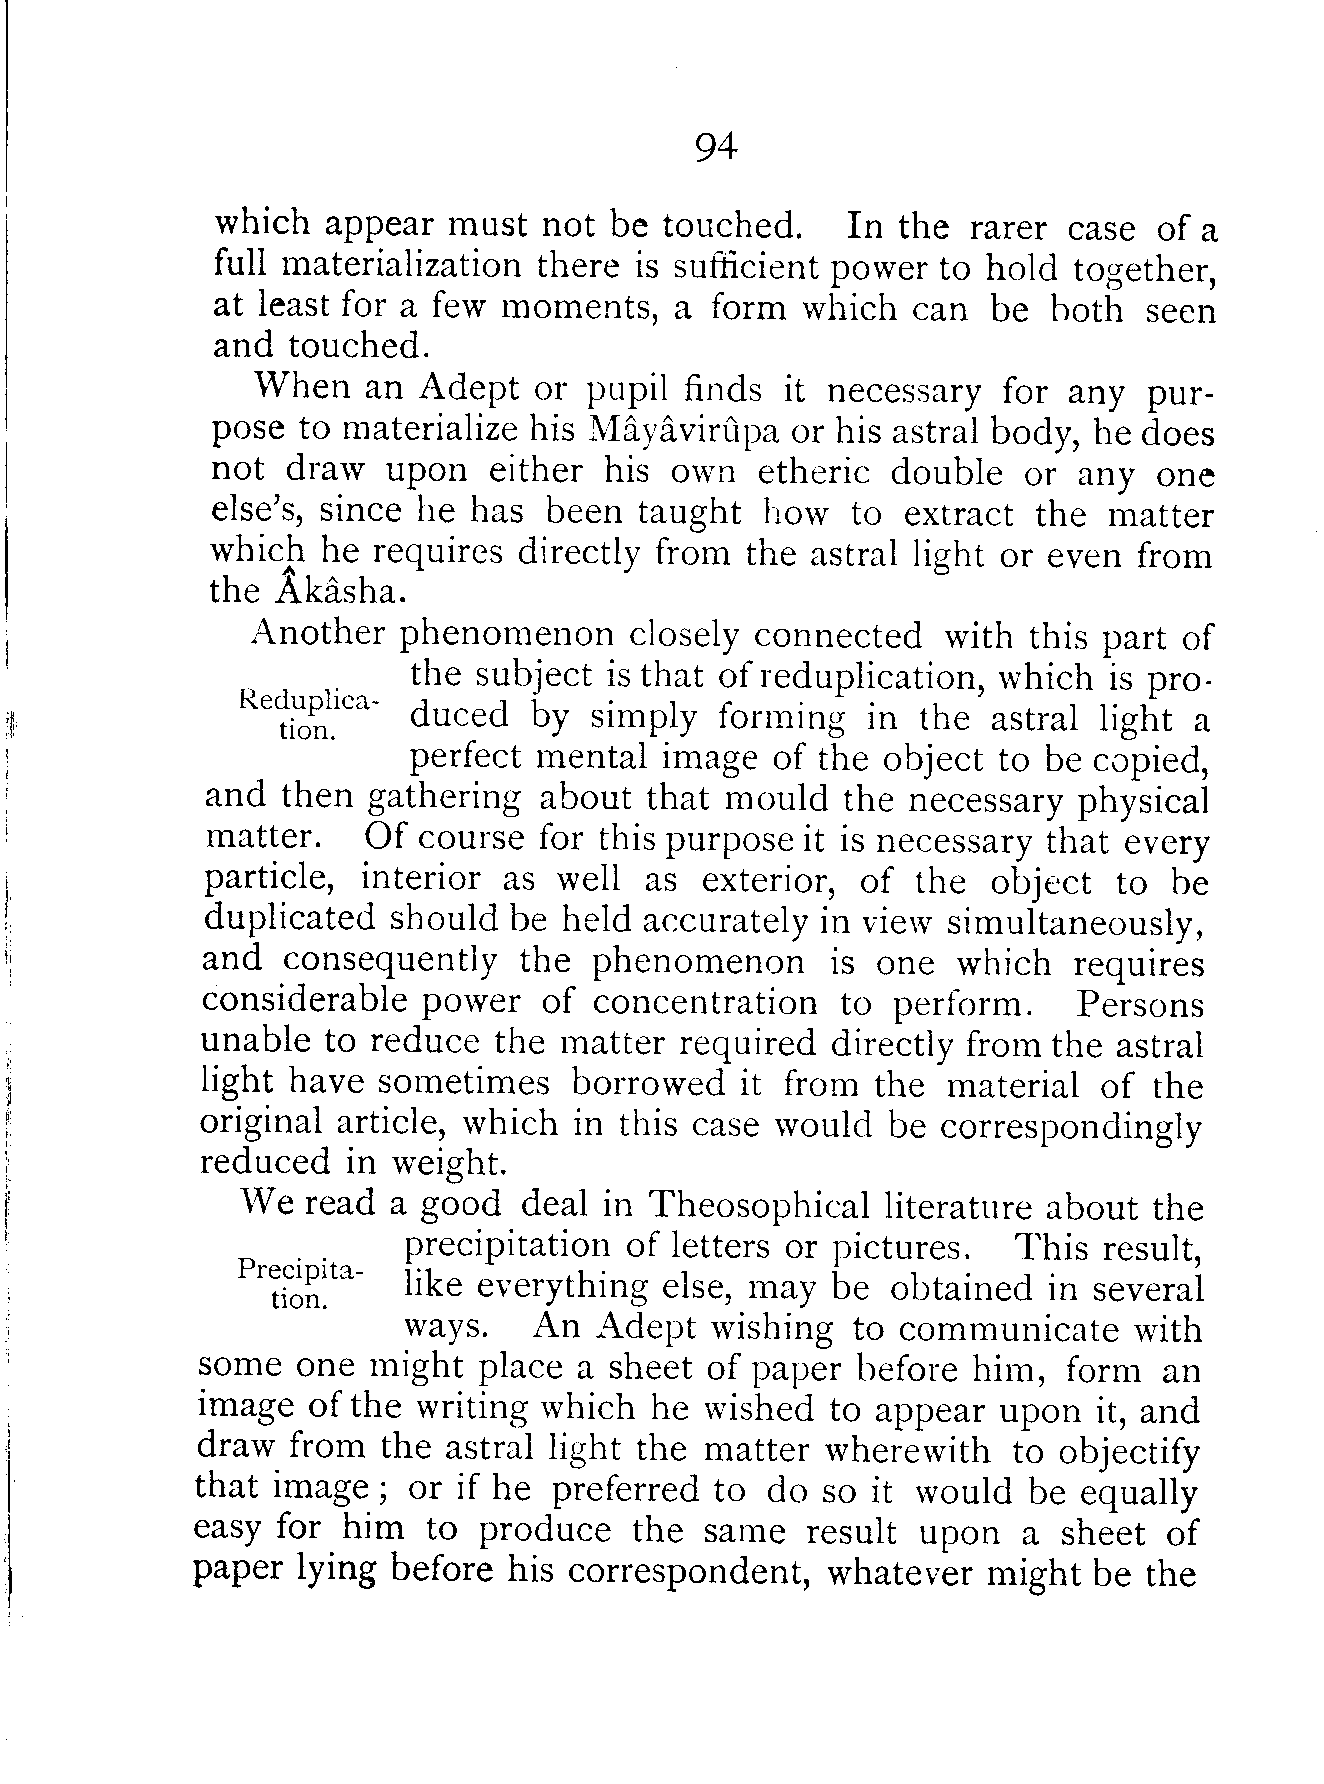 94
which appear must not be touched. In the rarer case of a
full materialization there is sufficient power to hold together,
at least for a few moments, a form which can be both seen
and touched.
When an Adept or pupil finds it necessary for any pur-
pose to materialize his Mâyâvirûpa or his astral body, he does
not draw upon either his own etheric double or any one
else's, since he has been taught how to extract the matter
which he requires directly from the astral light or even from
the Âkâsha.
Another phenomenon closely connected with this part of
the subject is that of reduplication, which is pro-
Reduplica-
tion.
duced by simply forming in the astral light a
perfect mental image of the object to be copied,
and then gathering about that mould the necessary physical
matter. Of course for this purpose it is necessary that every
particle, interior as well as exterior, of the object to be
duplicated should be held accurately in view simultaneously,
and consequently the phenomenon is one which requires
considerable power of concentration to perform. Persons
unable to reduce the matter required directly from the astral
light have sometimes borrowed it from the material of the
original article, which in this case would be correspondingly
reduced in weight.
We read a good deal in Theosophical literature about the
precipitation of letters or pictures. This result,
Precipita-
tion.
like everything else, may be obtained in several
ways. An Adept wishing to communicate with
some one might place a sheet of paper before him, form an
image of the writing which he wished to appear upon it, and
draw from the astral light the matter wherewith to objectify
that image ; or if he preferred to do so it would be equally
easy for him to produce the same result upon a sheet of
paper lying before his correspondent, whatever might be the